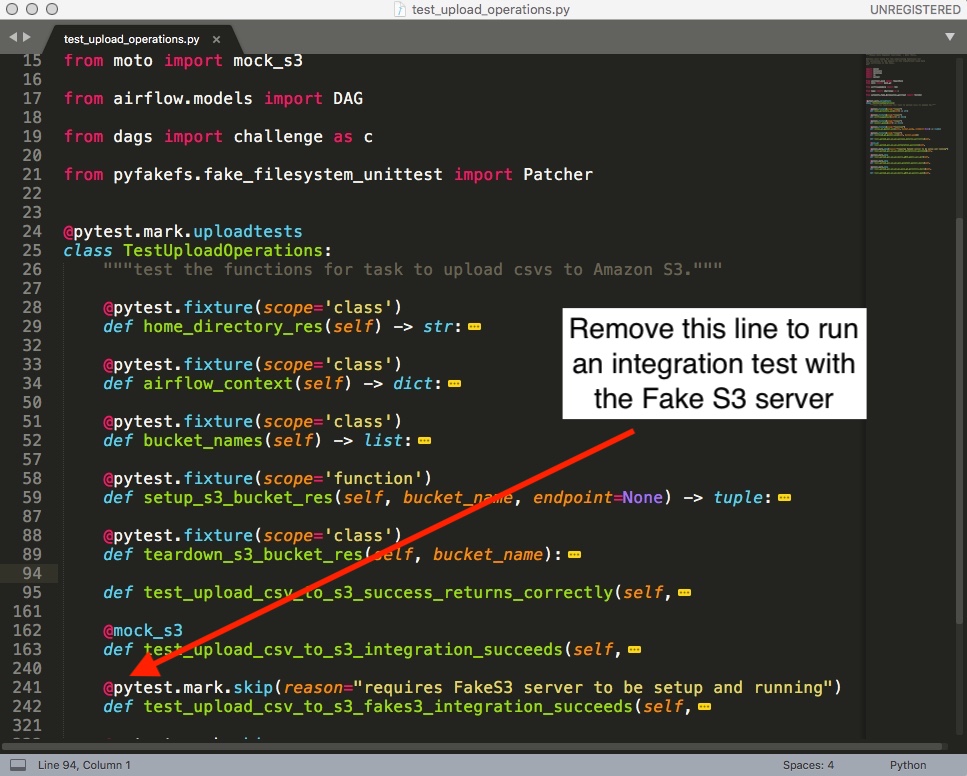 test_upload_operations.py
UNREGISTERED
test_upload_operations.py ×
15 from moto import mock_s3
16
17 from airflow.models import DAG
18
19 from dags import challenge as c
20
21 from pyfakefs.fake_filesystem_unittest import Patcher
22
23
24 @pytest.mark.uploadtests
25 class TestUploadOperations:
26     """test the functions for task to upload csvs to Amazon S3."""
27
28     @pytest.fixture(scope='class')
29     def home_directory_res(self) -> str:
32
33     @pytest.fixture(scope='class')
34     def airflow_context(self) -> dict:
50
51     @pytest.fixture(scope='class')
52     def bucket_names(self) -> list:
57
58     @pytest.fixture(scope='function')
59     def setup_s3_bucket_res(self, bucket_name, endpoint=None) -> tuple:
87
88     @pytest.fixture(scope='class')
89     def teardown_s3_bucket_res(self, bucket_name):
94
95     def test_upload_csv_to_s3_success_returns_correctly(self,
161
162     @mock_s3
163     def test_upload_csv_to_s3_integration_succeeds(self,
240
241     @pytest.mark.skip(reason="requires FakeS3 server to be setup and running")
242     def test_upload_csv_to_s3_fakes3_integration_succeeds(self,
321
Remove this line to run
an integration test with
the Fake S3 server
Line 94, Column 1
Spaces: 4
Python